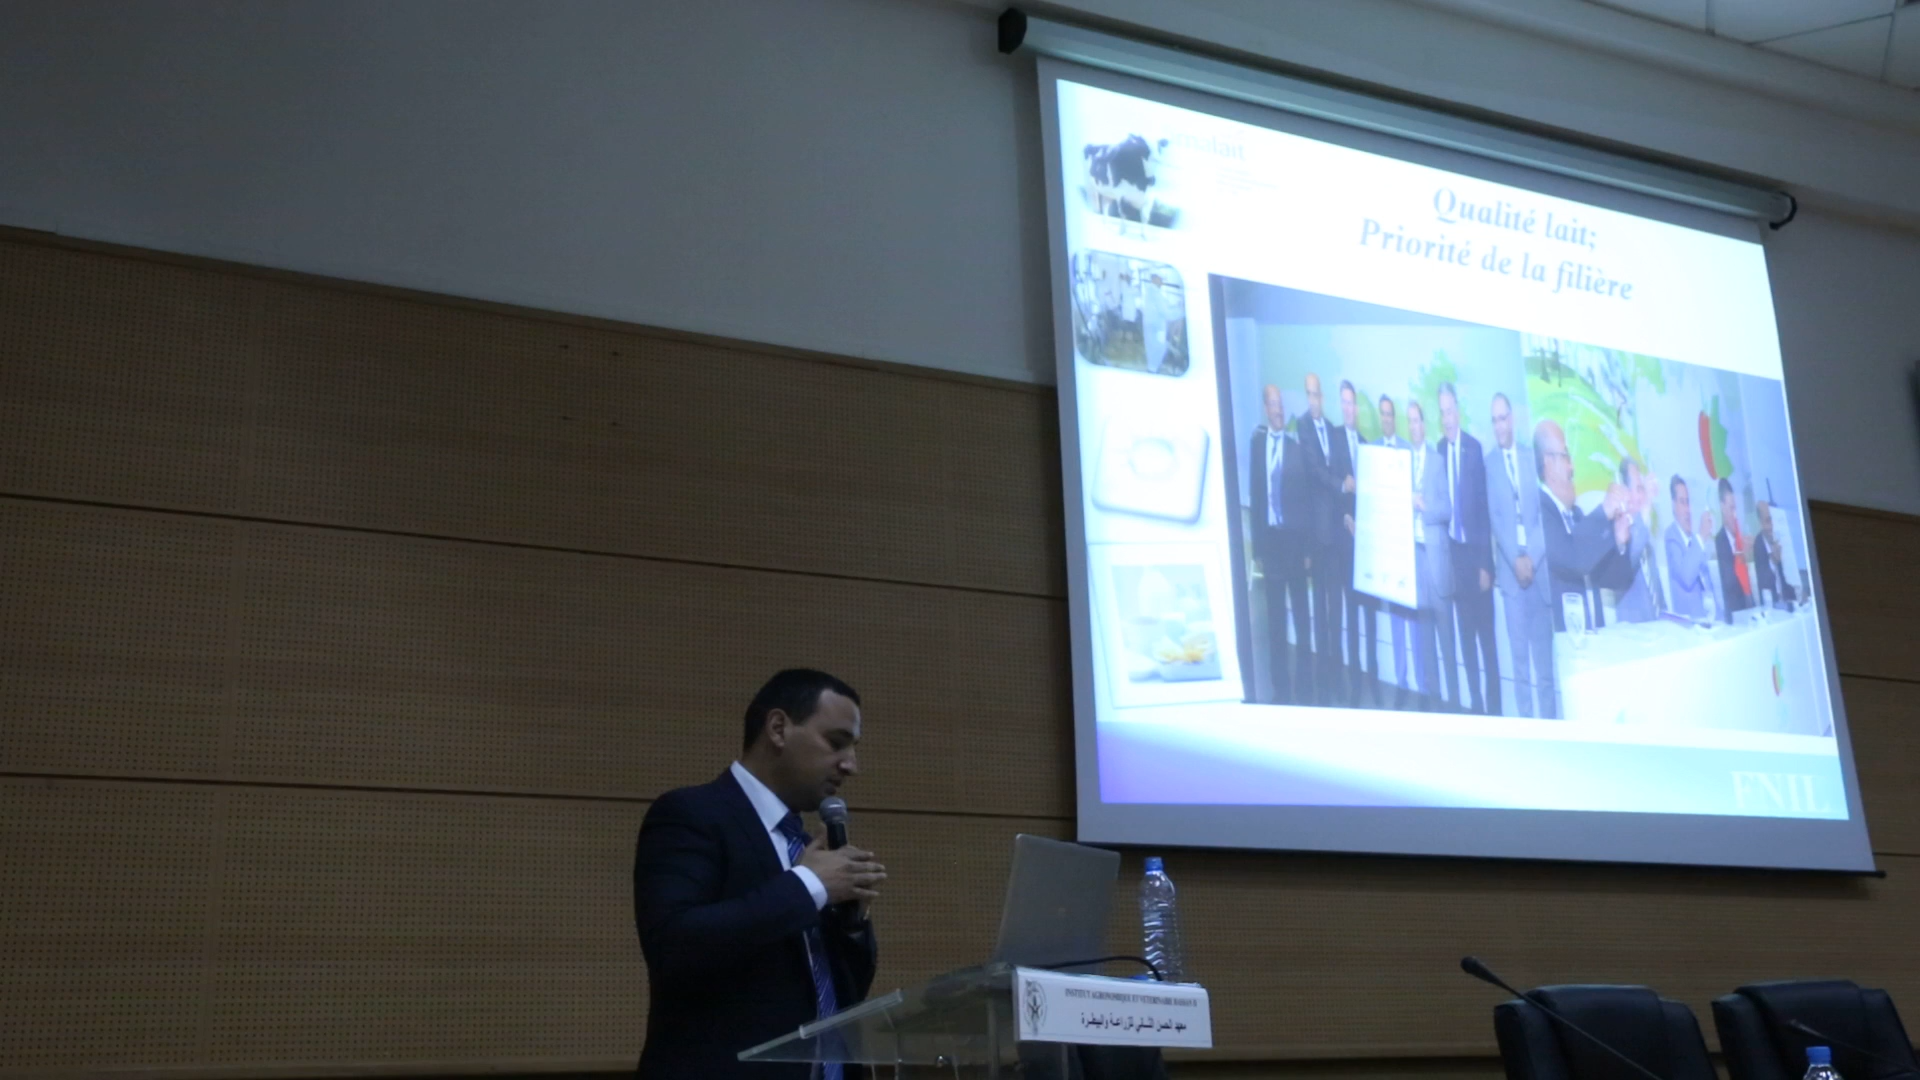 Qualité lait;
Priorité de la filière
FNIL
INSTITUT AGRONOMIQUE ET VETERINAIRE HASSAN II
معهد الحسن الثاني للزراعة والبيطرة